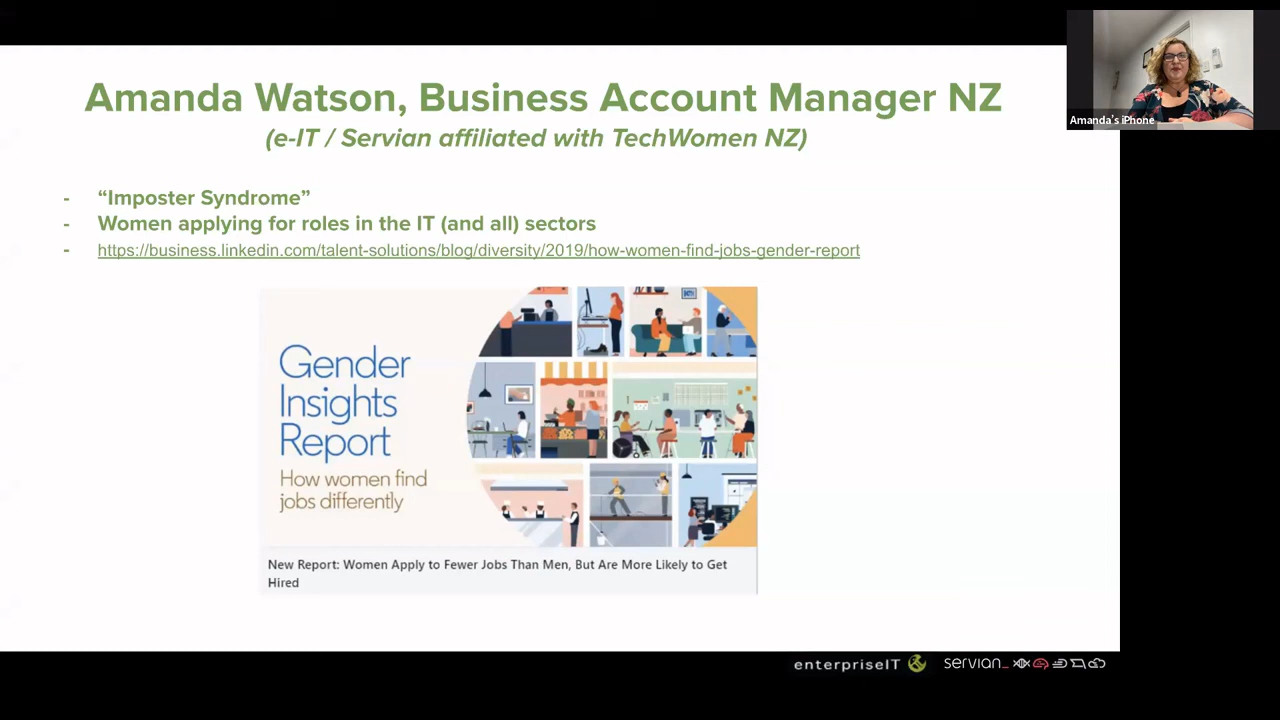 Amanda Watson, Business Account Manager NZ
(e-IT / Servian affiliated with TechWomen NZ)
Amanda's iPhone
- “Imposter Syndrome”
- Women applying for roles in the IT (and all) sectors
- https://business.linkedin.com/talent-solutions/blog/diversity/2019/how-women-find-jobs-gender-report
Gender
Insights
Report
How women find
jobs differently
New Report: Women Apply to Fewer Jobs Than Men, But Are More Likely to Get
Hired
enterpriseIT
servian_